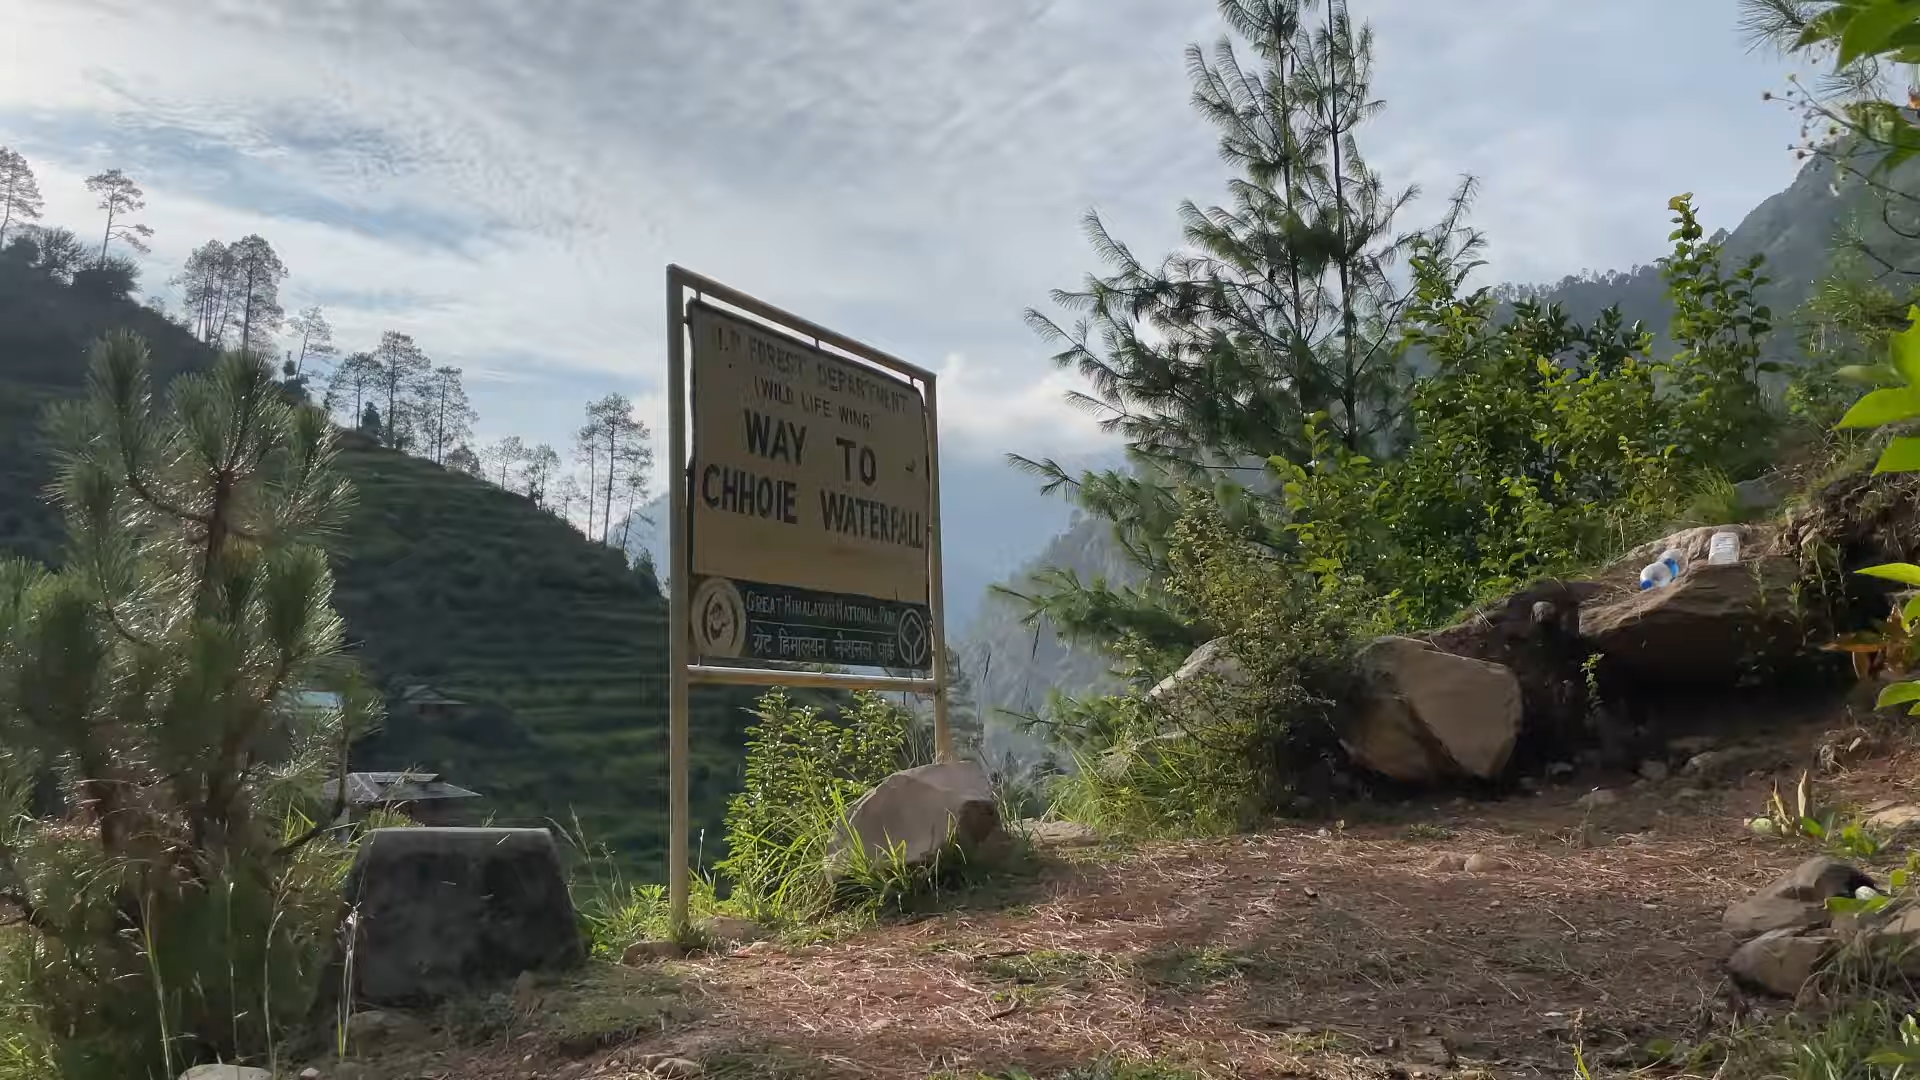 H.P FOREST DEPARTMENT
(WILD LIFE WING)
WAY TO
CHHOIE WATERFALL
GREAT HIMALAYAN NATIONAL PARK
ग्रेट हिमालयन नेशनल पार्क